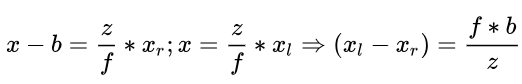 x − b = z/f * x_r; x = z/f * x_l ⇒ (x_l − x_r) = f * b/z